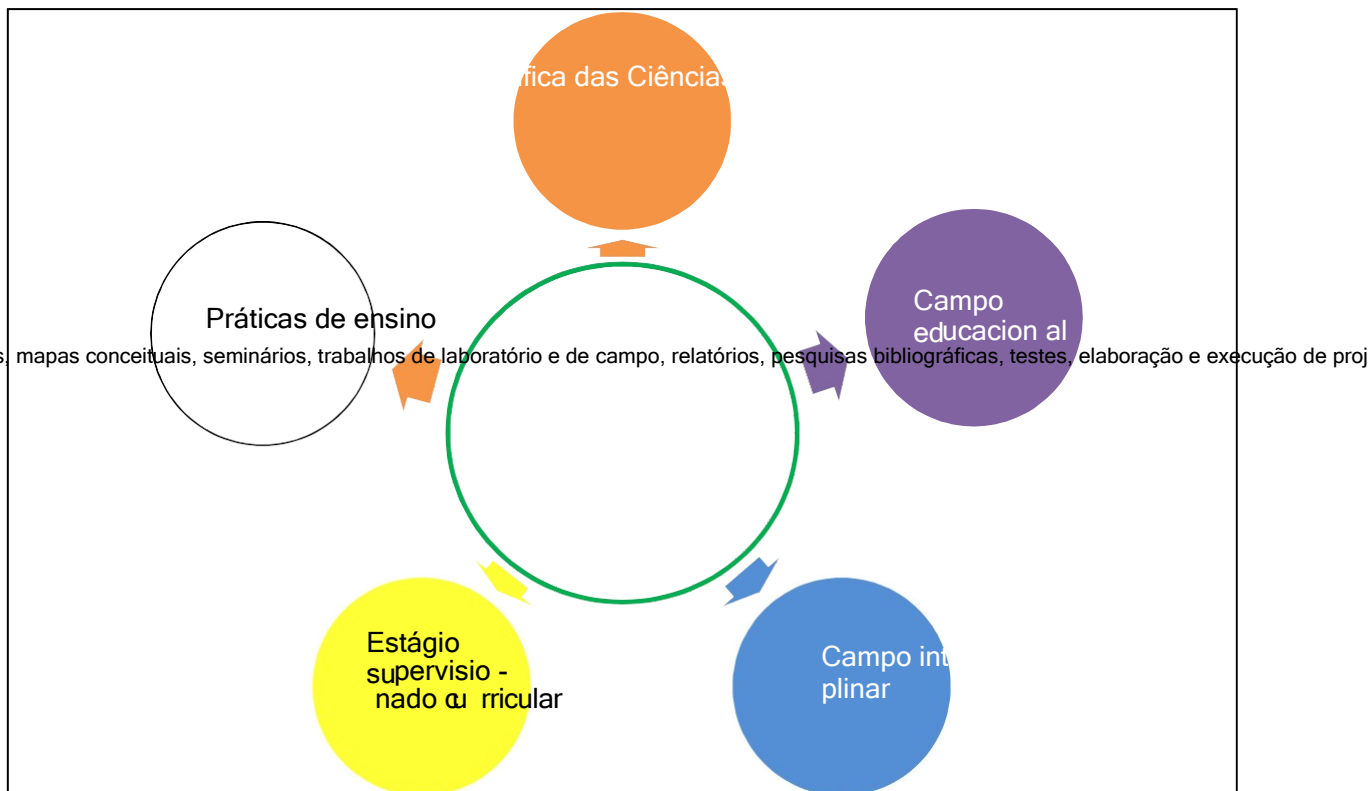 fica das Ciências
Campo
educacion al
Práticas de ensino
s, mapas conceituais, seminários, trabalhos de laboratório e de campo, relatórios, pesquisas bibliográficas, testes, elaboração e execução de proj
Estágio
supervisio -
nado cu rricular
Campo int
plinar